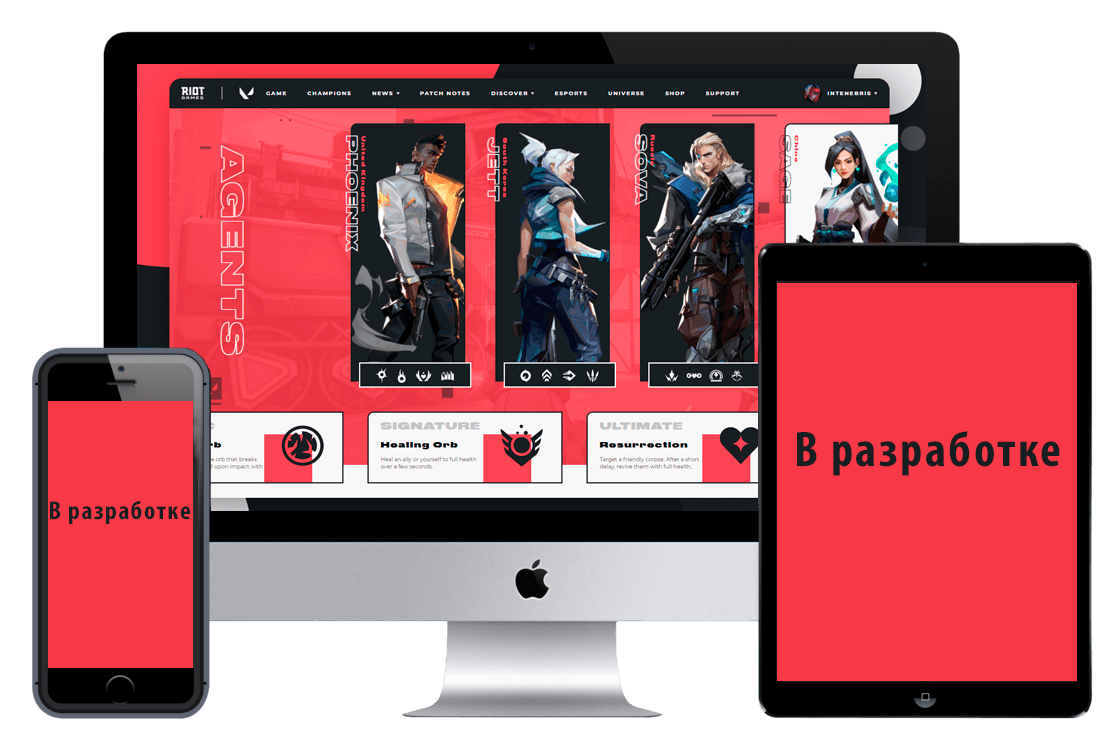 RIOT
GAMES
GAME
CHAMPIONS
NEWS
PATCH NOTES
DISCOVER
ESPORTS
UNIVERSE
SHOP
SUPPORT
INTENEBRIS
AGENTS
United Kingdom
PHOENIX
South Korea
JETT
Russia
SOVA
China
SAGE
C
rb
e orb that breaks
d upon impact with
SIGNATURE
Healing Orb
Heal an ally or yourself to full health
over a few seconds.
ULTIMATE
Resurrection
Target a friendly corpse. After a short
delay, revive them with full health.
В разработке
В разработке